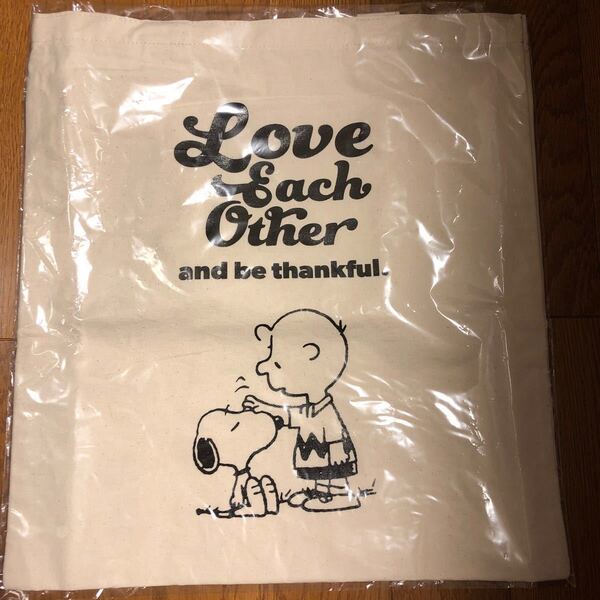 Love
Each
Other
and be thankful.